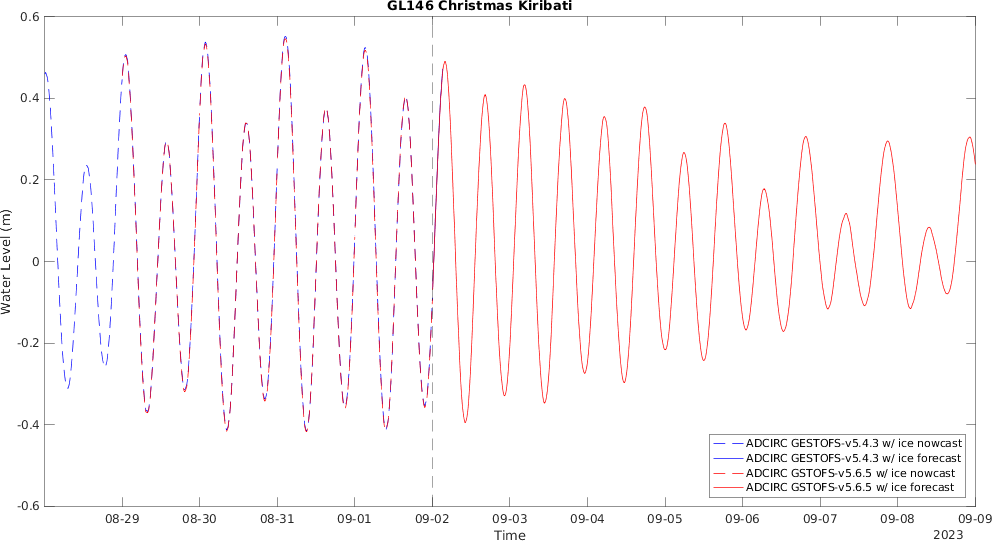 GL146 Christmas Kiribati
Water Level (m)
0.6
0.4
0.2
0
-0.2
-0.4
-0.6
ADCIRC GESTOFS-v5.4.3 w/ ice nowcast
ADCIRC GESTOFS-v5.4.3 w/ ice forecast
ADCIRC GSTOFS-v5.6.5 w/ ice nowcast
ADCIRC GSTOFS-v5.6.5 w/ ice forecast
08-29 08-30 08-31 09-01 09-02 09-03 09-04 09-05 09-06 09-07 09-08 09-09
Time
2023